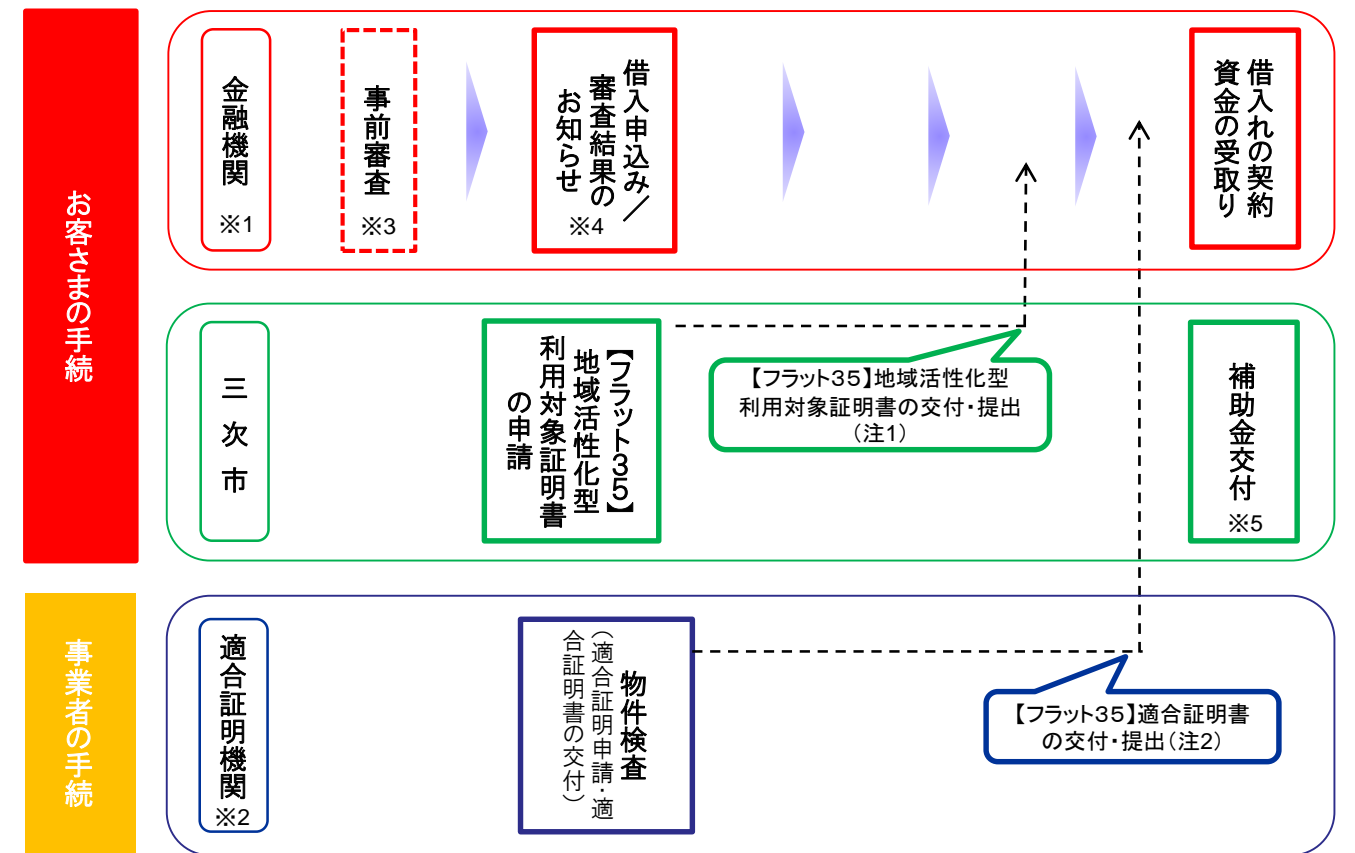 お客さまの手続
金融機関
※1
事前審査
※3
借入申込み／
審査結果の
お知らせ
※4
借入れの契約
資金の受取り
三次市
【フラット35】
地域活性化型
利用対象証明書
の申請
【フラット35】地域活性化型
利用対象証明書の交付・提出
（注1）
補助金交付
※5
事業者の手続
適合証明機関
※2
物件検査
（適合証明申請・適
合証明書の交付）
【フラット35】適合証明書
の交付・提出（注2）